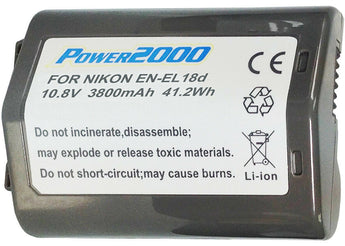 POWER2000
FOR NIKON EN-EL18d
10.8V 3800mAh 41.2Wh
Do not incinerate,disassemble;
may explode or release toxic materials.
Do not short-circuit;may cause burns.
Li-ion